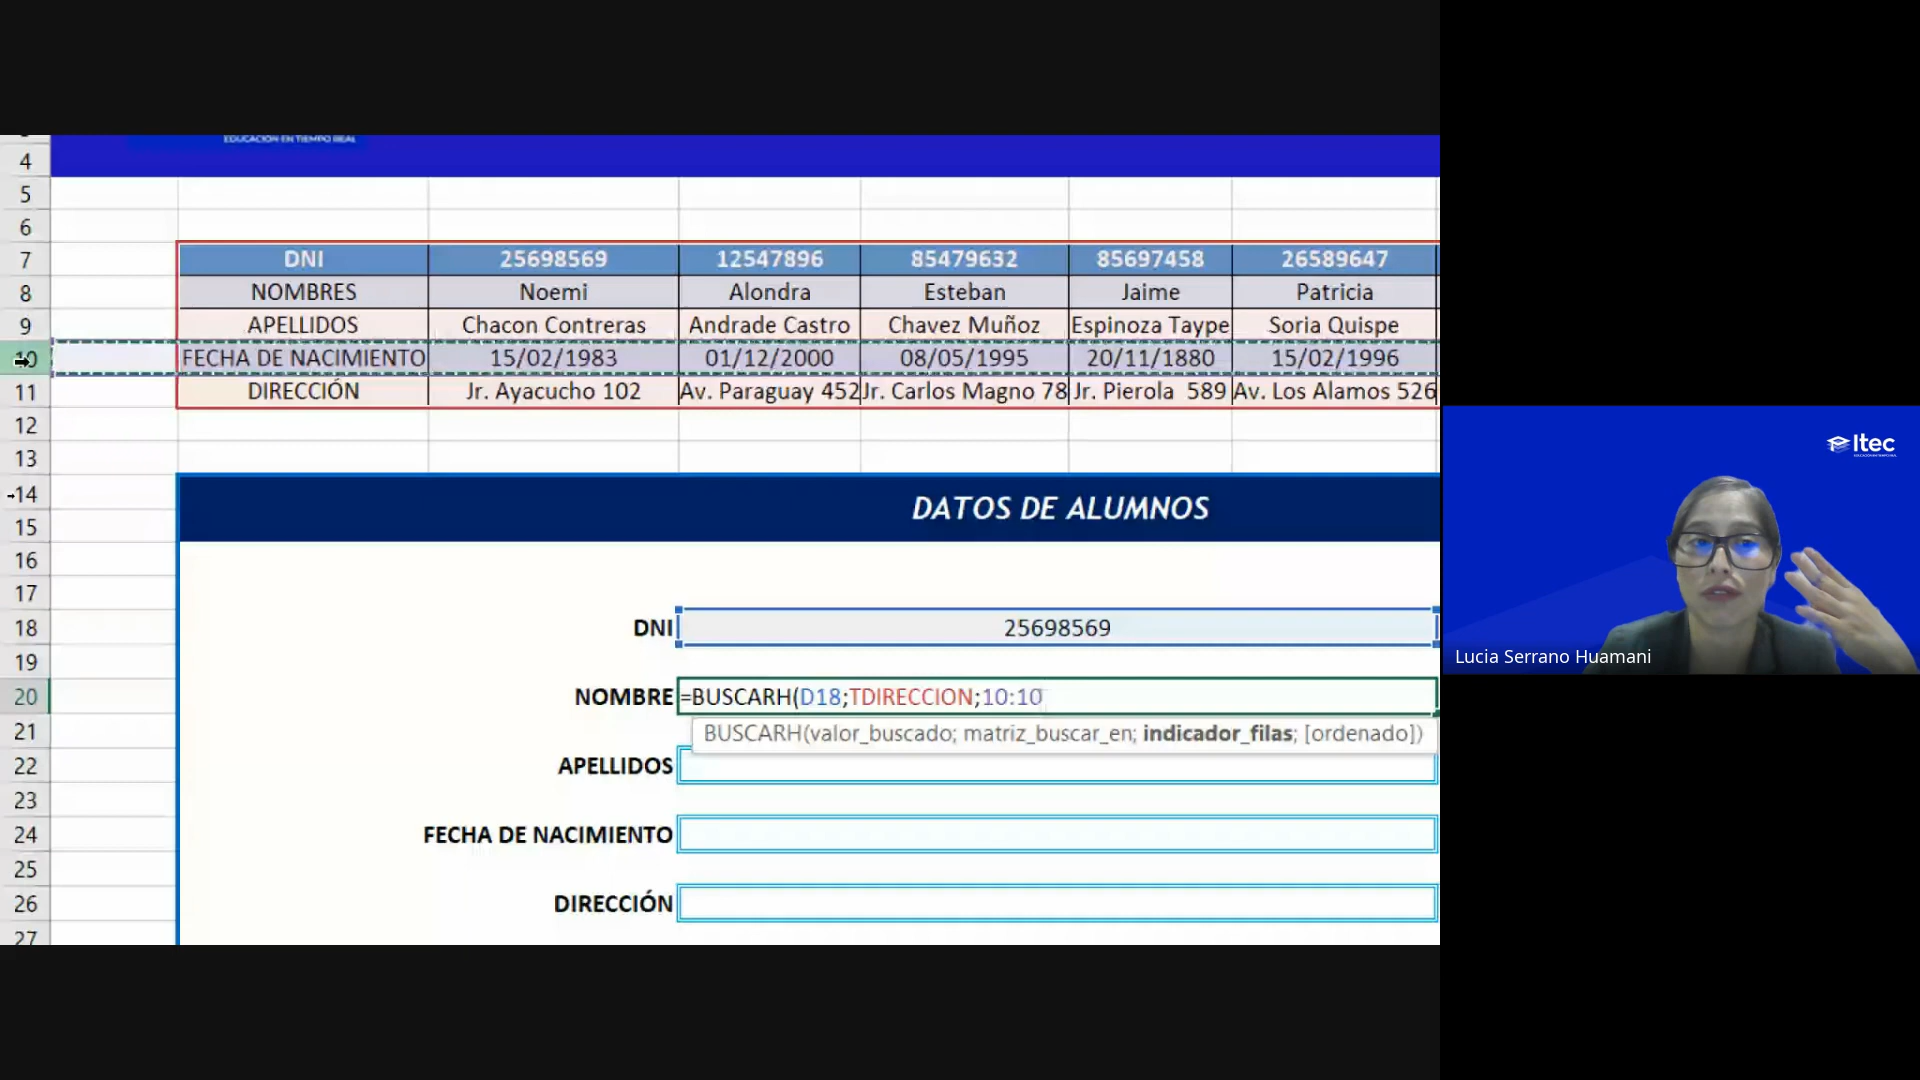 EDUCACIÓN EN TIEMPO REAL
4
5
6
7 DNI 25698569 12547896 85479632 85697458 26589647
8 NOMBRES Noemi Alondra Esteban Jaime Patricia
9 APELLIDOS Chacon Contreras Andrade Castro Chavez Muñoz Espinoza Taype Soria Quispe
10 FECHA DE NACIMIENTO 15/02/1983 01/12/2000 08/05/1995 20/11/1880 15/02/1996
11 DIRECCIÓN Jr. Ayacucho 102 Av. Paraguay 452 Jr. Carlos Magno 78 Jr. Pierola 589 Av. Los Alamos 526
12
13
14
DATOS DE ALUMNOS
15
16
17
18 DNI 25698569
19
20 NOMBRE =BUSCARH(D18;TDIRECCION;10:10
21 BUSCARH(valor_buscado; matriz_buscar_en; indicador_filas; [ordenado])
22 APELLIDOS
23
24 FECHA DE NACIMIENTO
25
26 DIRECCIÓN
27
Itec
Lucia Serrano Huamani